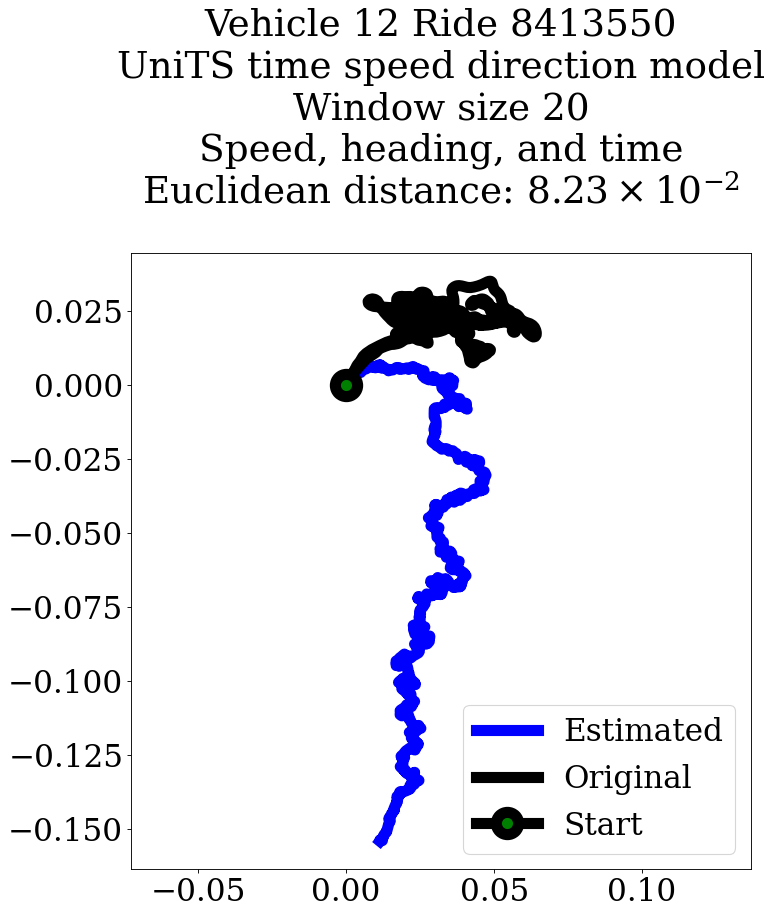 Vehicle 12 Ride 8413550
UniTS time speed direction model
Window size 20
Speed, heading, and time
Euclidean distance: 8.23 × 10⁻²
0.025
0.000
−0.025
−0.050
−0.075
−0.100
−0.125
−0.150
Estimated
Original
Start
−0.05 0.00 0.05 0.10